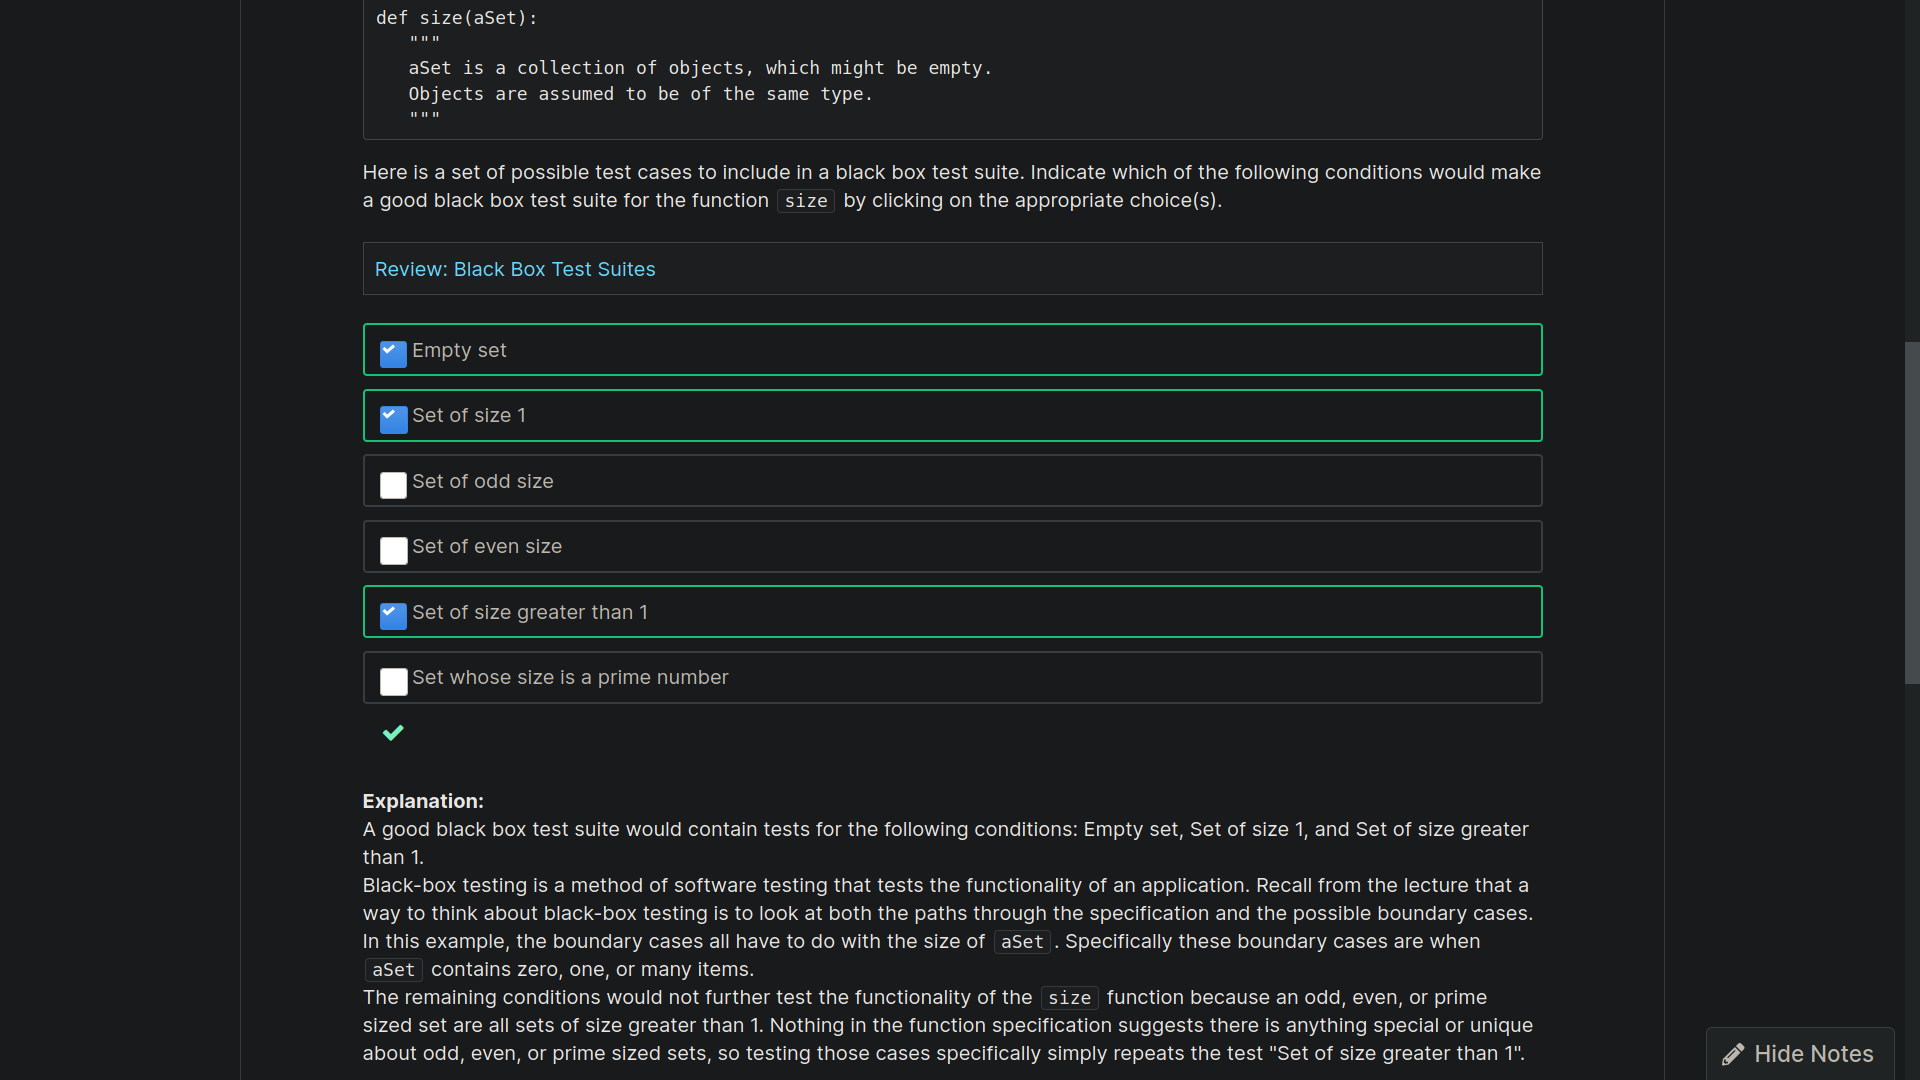 def size(aSet):
"""
aSet is a collection of objects, which might be empty.
Objects are assumed to be of the same type.
"""
Here is a set of possible test cases to include in a black box test suite. Indicate which of the following conditions would make
a good black box test suite for the function size by clicking on the appropriate choice(s).
Review: Black Box Test Suites
Empty set
Set of size 1
Set of odd size
Set of even size
Set of size greater than 1
Set whose size is a prime number
Explanation:
A good black box test suite would contain tests for the following conditions: Empty set, Set of size 1, and Set of size greater
than 1.
Black-box testing is a method of software testing that tests the functionality of an application. Recall from the lecture that a
way to think about black-box testing is to look at both the paths through the specification and the possible boundary cases.
In this example, the boundary cases all have to do with the size of aSet. Specifically these boundary cases are when
aSet contains zero, one, or many items.
The remaining conditions would not further test the functionality of the size function because an odd, even, or prime
sized set are all sets of size greater than 1. Nothing in the function specification suggests there is anything special or unique
about odd, even, or prime sized sets, so testing those cases specifically simply repeats the test "Set of size greater than 1".
Hide Notes